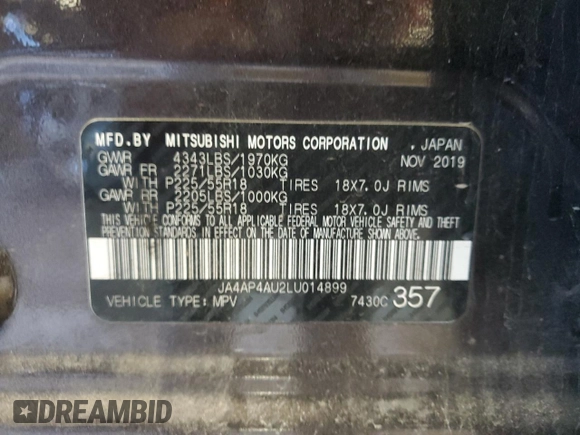 MFD.BY MITSUBISHI MOTORS CORPORATION , JAPAN
GVWR 4343LBS/1970KG NOV 2019
GAWR FR 2271LBS/1030KG
WITH P225/55R18 TIRES 18X7.0J RIMS
GAWR RR 2205LBS/1000KG
WITH P225/55R18 TIRES 18X7.0J RIMS
THIS VEHICLE CONFORMS TO ALL APPLICABLE FEDERAL MOTOR VEHICLE SAFETY AND THEFT
PREVENTION STANDARDS IN EFFECT ON THE DATE OF MANUFACTURE SHOWN ABOVE.
JA4AP4AU2LU014899
VEHICLE TYPE: MPV 7430C 357
DREAMBID